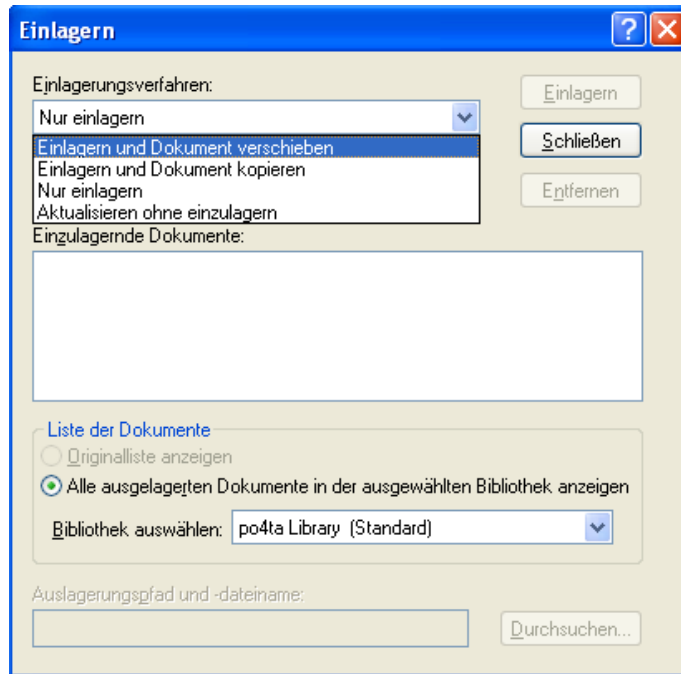 Einlagern
Einlagerungsverfahren:
Einlagern
Nur einlagern
Schließen
Einlagern und Dokument verschieben
Einlagern und Dokument kopieren
Nur einlagern
Entfernen
Aktualisieren ohne einzulagern
Einzulagernde Dokumente:
Liste der Dokumente
Originalliste anzeigen
Alle ausgelagerten Dokumente in der ausgewählten Bibliothek anzeigen
Bibliothek auswählen: po4ta Library (Standard)
Auslagerungspfad und -dateiname:
Durchsuchen...